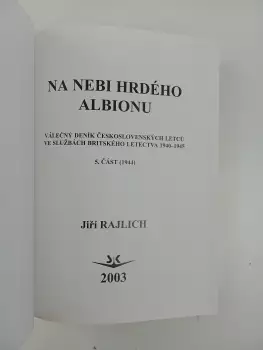 NA NEBI HRDÉHO
ALBIONU
VÁLEČNÝ DENÍK ČESKOSLOVENSKÝCH LETCŮ
VE SLUŽBÁCH BRITSKÉHO LETECTVA 1940–1945
5. ČÁST (1944)
Jiří RAJLICH
2003